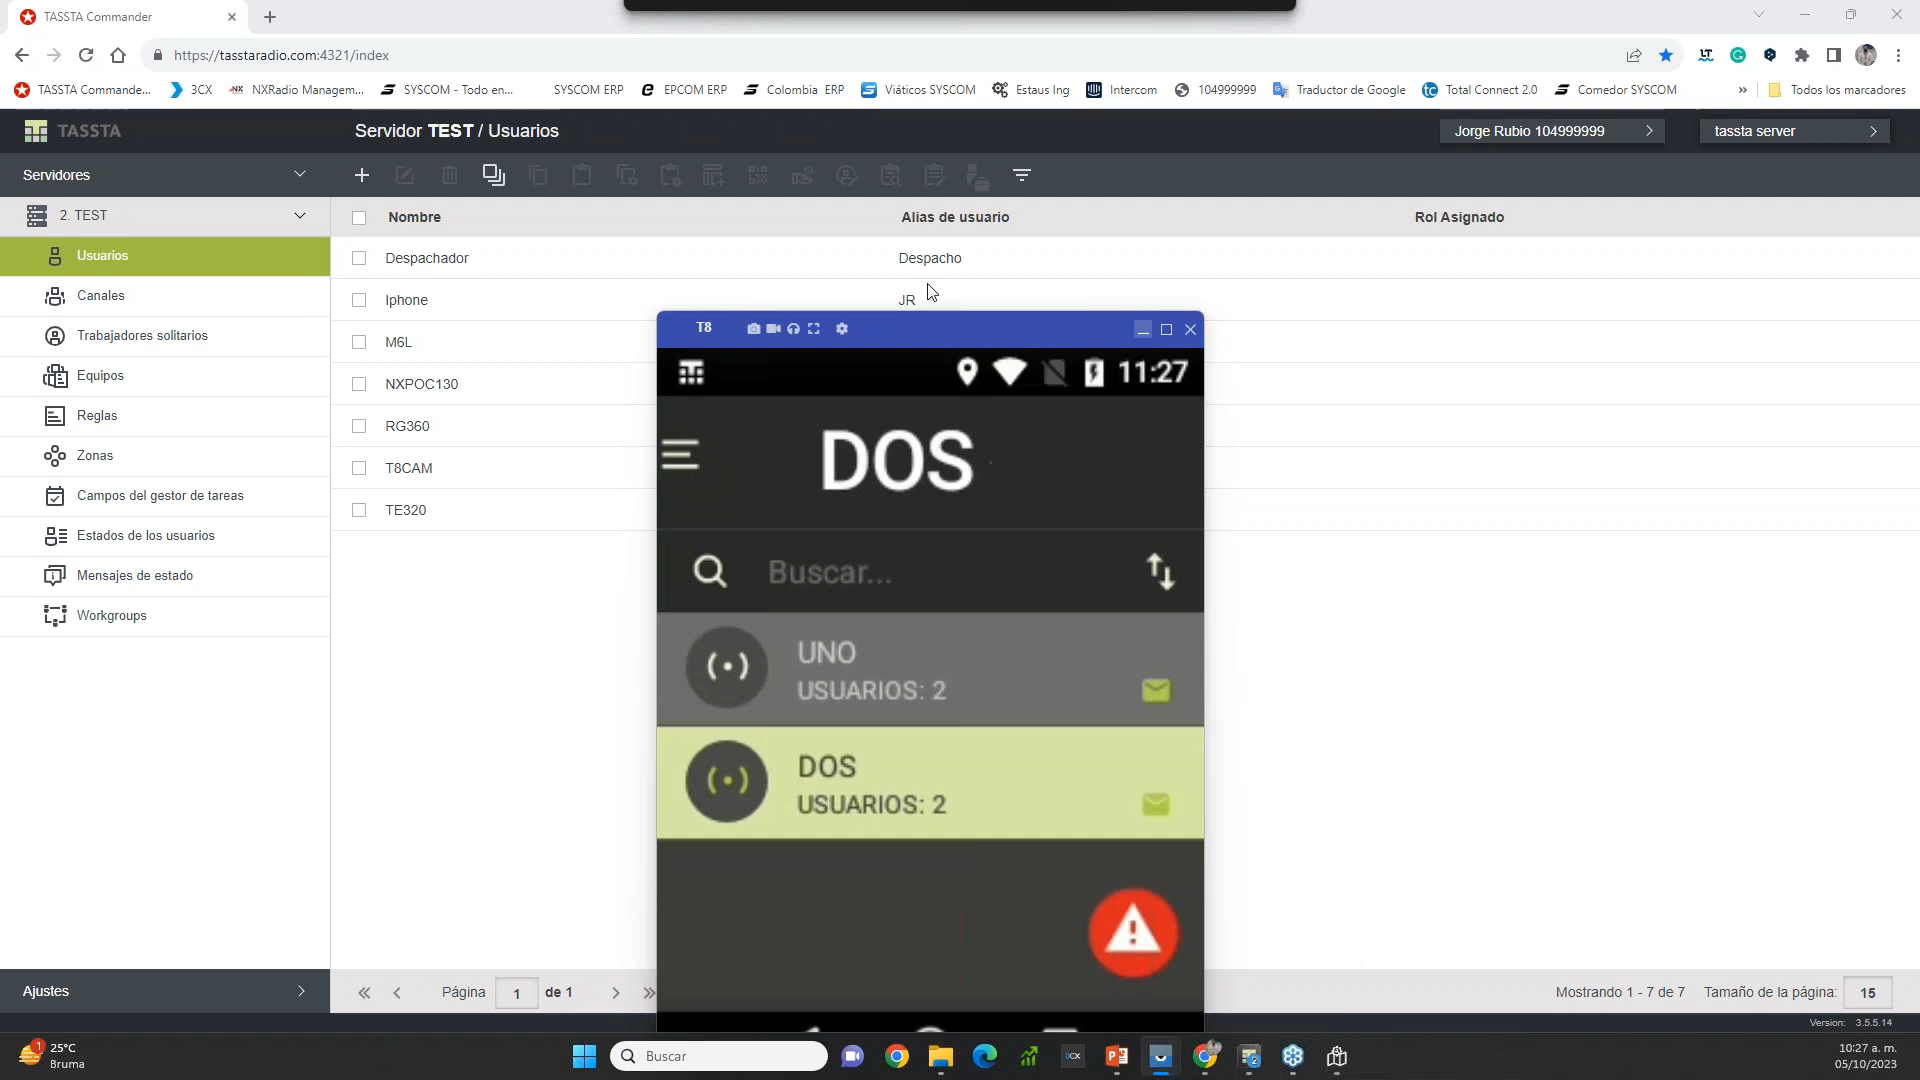 TASSTA Commander
https://tasstaradio.com:4321/index
TASSTA Commande...
3CX
NXRadio Managem...
SYSCOM - Todo en...
SYSCOM ERP
EPCOM ERP
Colombia ERP
Viáticos SYSCOM
Estaus Ing
Intercom
104999999
Traductor de Google
Total Connect 2.0
Comedor SYSCOM
»
Todos los marcadores
TASSTA
Servidor TEST / Usuarios
Jorge Rubio 104999999
tassta server
Servidores
2. TEST
Usuarios
Canales
Trabajadores solitarios
Equipos
Reglas
Zonas
Campos del gestor de tareas
Estados de los usuarios
Mensajes de estado
Workgroups
Ajustes
Nombre
Alias de usuario
Rol Asignado
Despachador
Despacho
Iphone
JR
M6L
NXPOC130
RG360
T8CAM
TE320
T8
11:27
DOS
Buscar...
UNO
USUARIOS: 2
DOS
USUARIOS: 2
Página
1
de 1
Mostrando 1 - 7 de 7
Tamaño de la página:
15
Version: 3.5.5.14
1
25°C
Bruma
Buscar
3CX
10:27 a. m.
05/10/2023